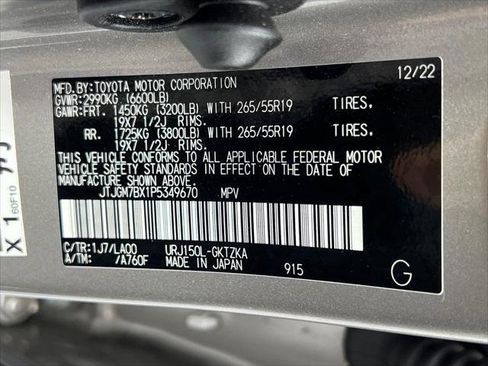 MFD.BY:TOYOTA MOTOR CORPORATION 12/22
GVWR:2990KG (6600LB)
GAWR:FRT. 1450KG (3200LB) WITH 265/55R19 TIRES,
19X7 1/2J RIMS.
RR. 1725KG (3800LB) WITH 265/55R19 TIRES,
19X7 1/2J RIMS.
THIS VEHICLE CONFORMS TO ALL APPLICABLE FEDERAL MOTOR
VEHICLE SAFETY STANDARDS IN EFFECT ON THE DATE OF
MANUFACTURE SHOWN ABOVE.
JTJGM7BX1P5349670 MPV
C/TR:1J7/LA00 URJ150L-GKTZKA
A/TM: /A760F MADE IN JAPAN 915 G
X 1
60F10